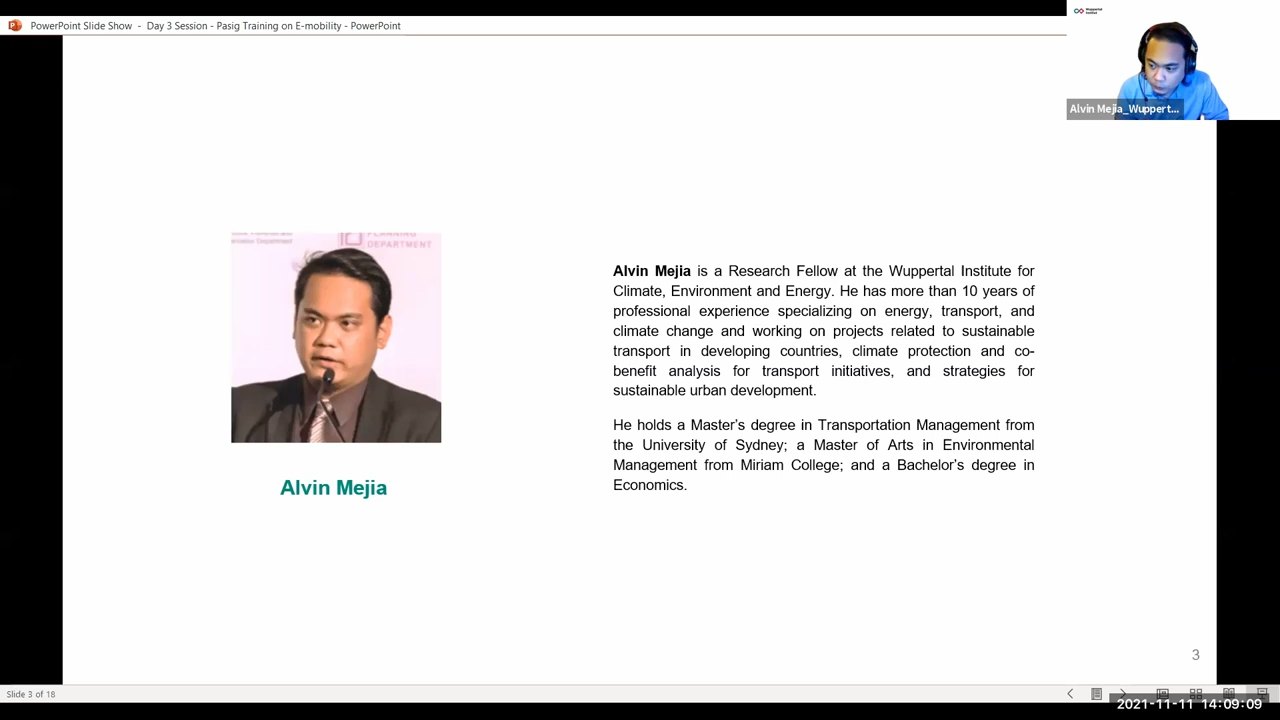 PowerPoint Slide Show - Day 3 Session - Pasig Training on E-mobility - PowerPoint
Wuppertal
Institut
Alvin Mejia_Wuppert...
PLANNING
DEPARTMENT
Alvin Mejia
Alvin Mejia is a Research Fellow at the Wuppertal Institute for
Climate, Environment and Energy. He has more than 10 years of
professional experience specializing on energy, transport, and
climate change and working on projects related to sustainable
transport in developing countries, climate protection and co-
benefit analysis for transport initiatives, and strategies for
sustainable urban development.
He holds a Master's degree in Transportation Management from
the University of Sydney; a Master of Arts in Environmental
Management from Miriam College; and a Bachelor's degree in
Economics.
3
Slide 3 of 18
2021-11-11 14:09:09